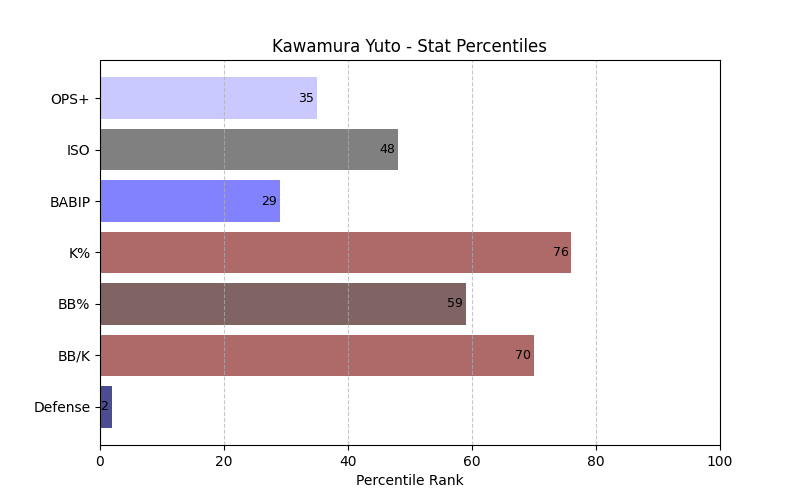 Kawamura Yuto - Stat Percentiles
OPS+ 35
ISO 48
BABIP 29
K% 76
BB% 59
BB/K 70
Defense 2
0 20 40 60 80 100
Percentile Rank